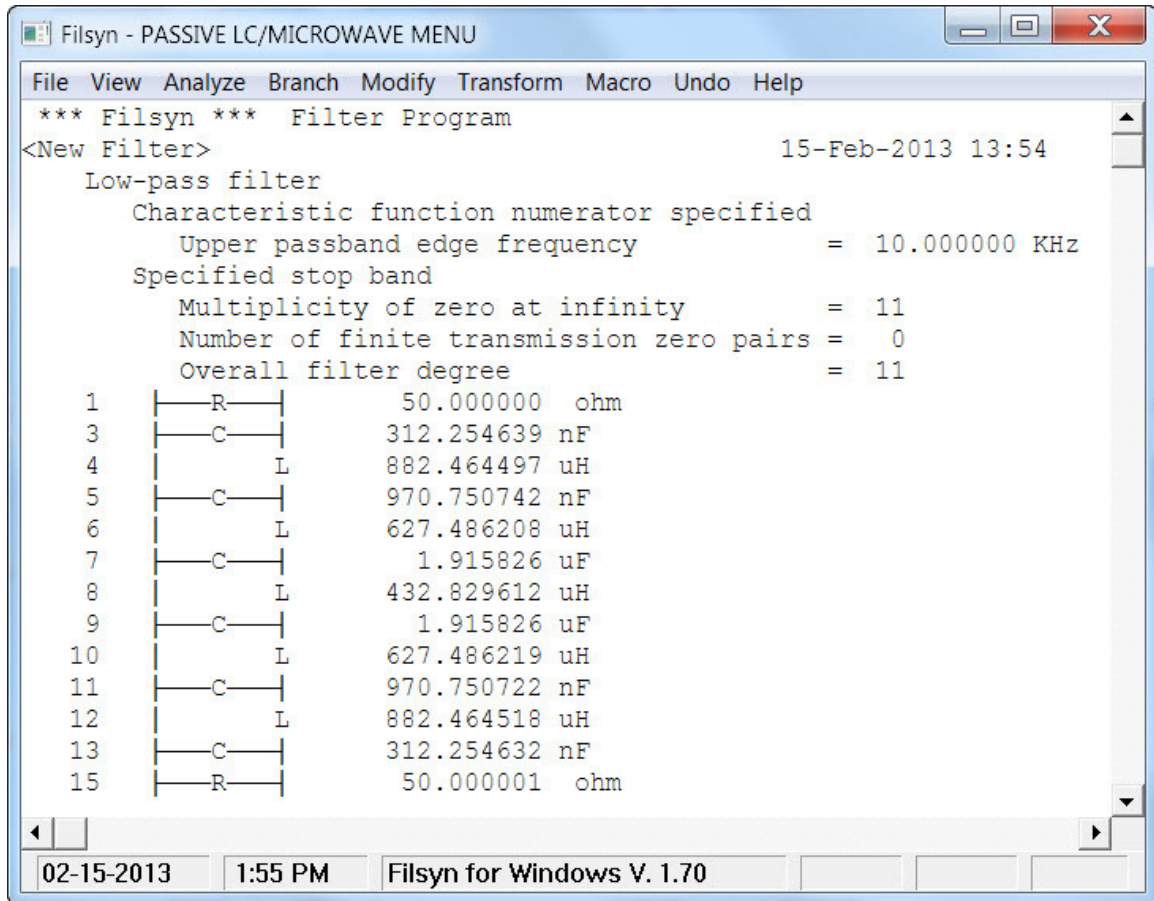 Filsyn - PASSIVE LC/MICROWAVE MENU
File View Analyze Branch Modify Transform Macro Undo Help
*** Filsyn *** Filter Program
<New Filter> 15-Feb-2013 13:54
Low-pass filter
Characteristic function numerator specified
Upper passband edge frequency = 10.000000 KHz
Specified stop band
Multiplicity of zero at infinity = 11
Number of finite transmission zero pairs = 0
Overall filter degree = 11
1 R 50.000000 ohm
3 C 312.254639 nF
4 L 882.464497 uH
5 C 970.750742 nF
6 L 627.486208 uH
7 C 1.915826 uF
8 L 432.829612 uH
9 C 1.915826 uF
10 L 627.486219 uH
11 C 970.750722 nF
12 L 882.464518 uH
13 C 312.254632 nF
15 R 50.000001 ohm
02-15-2013 1:55 PM Filsyn for Windows V. 1.70